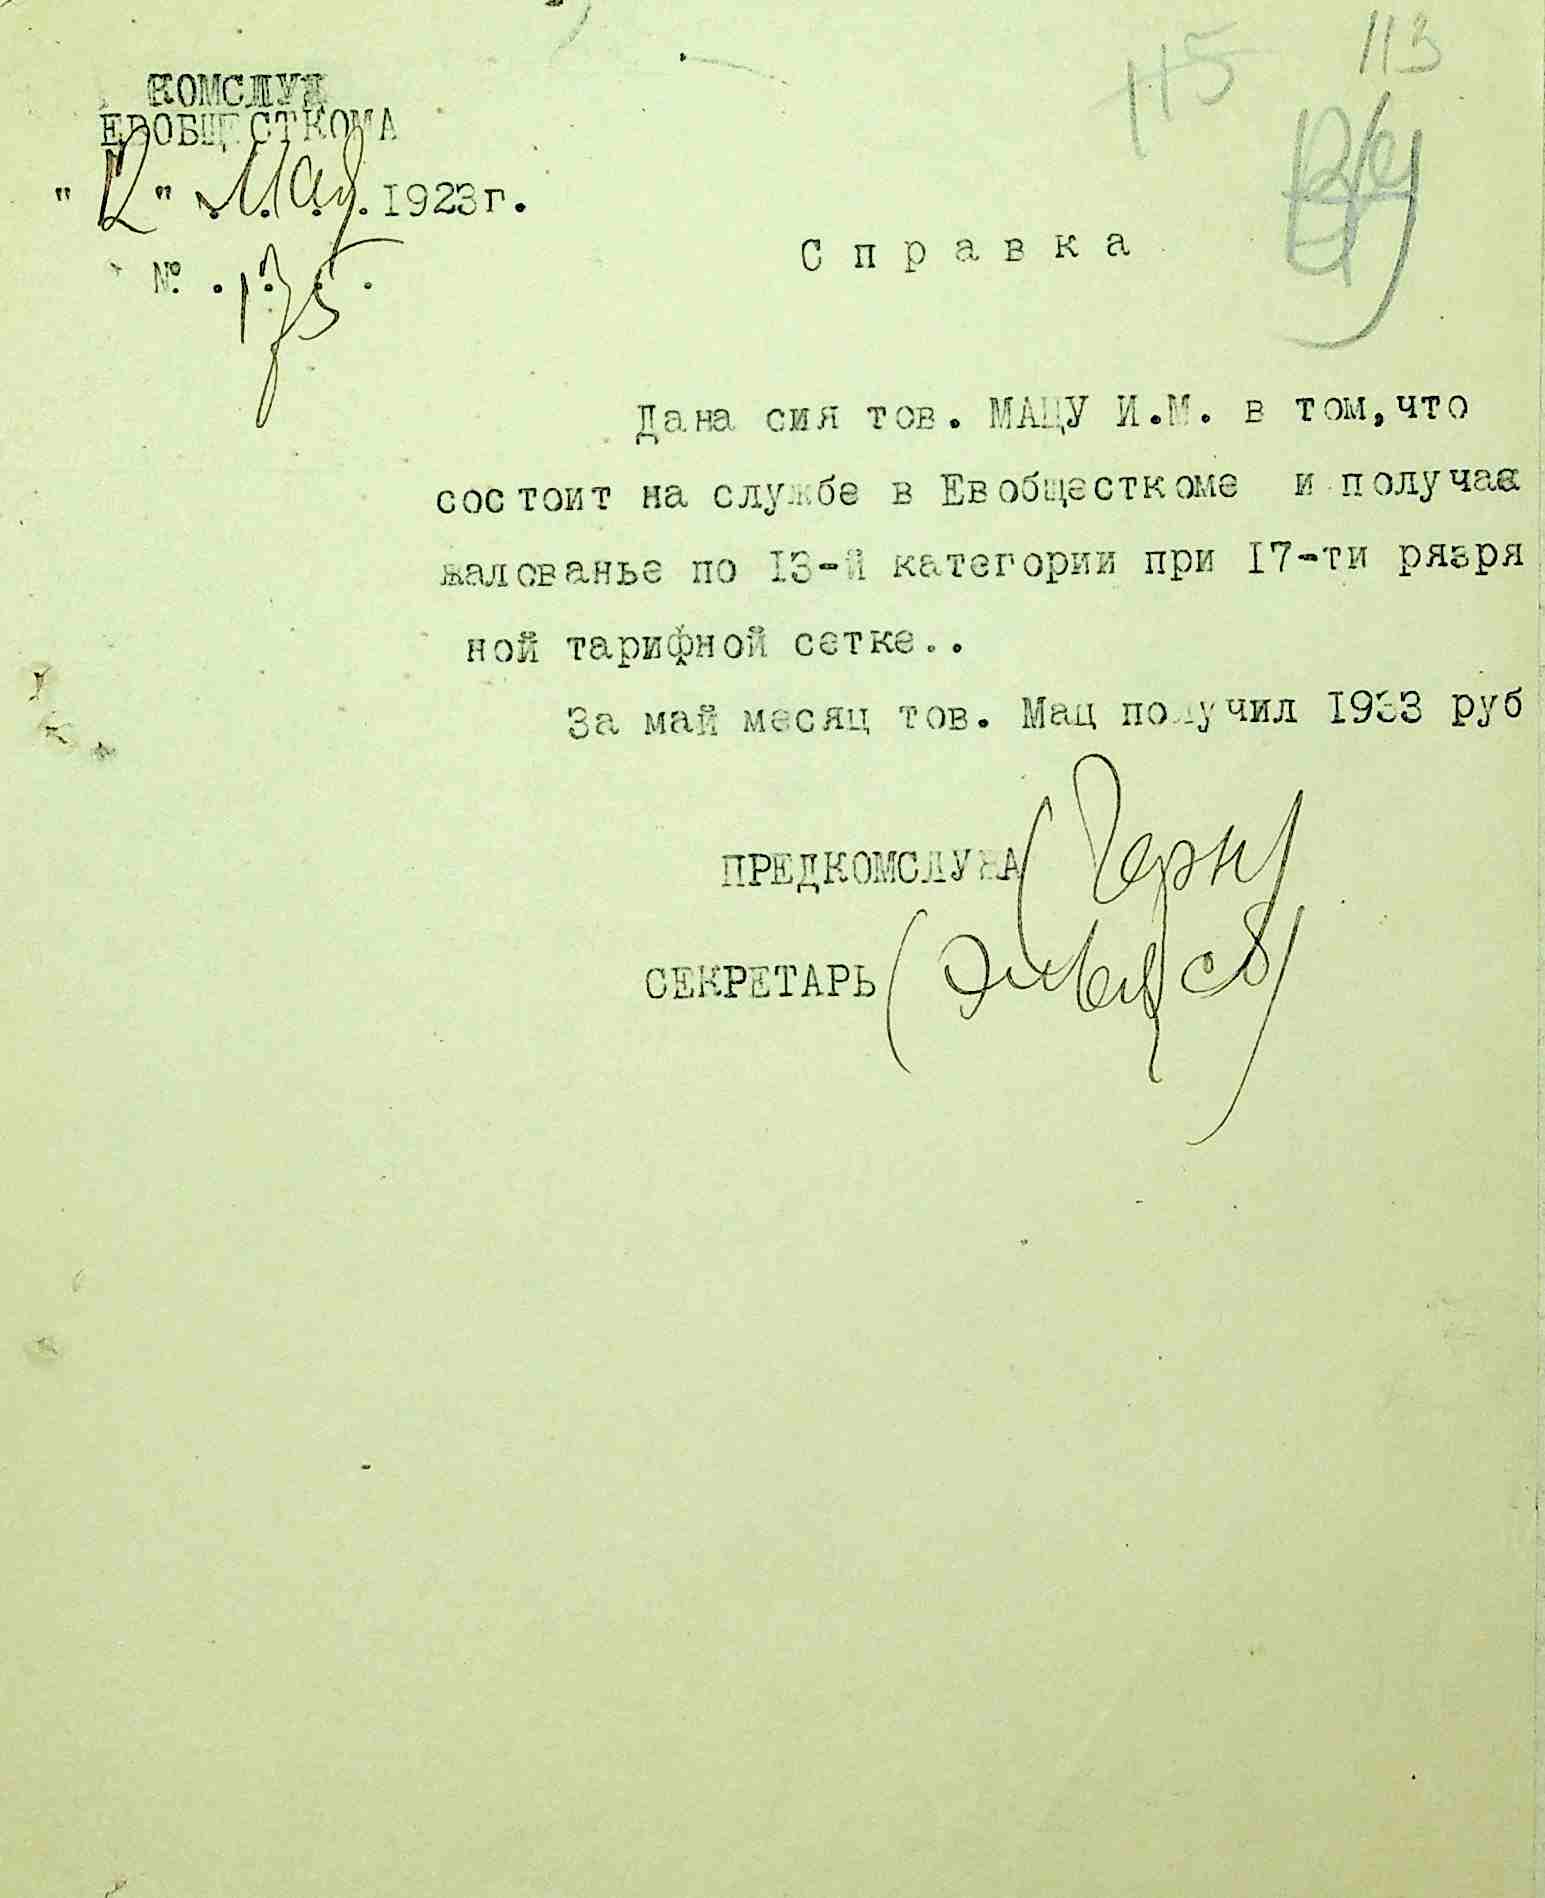 115
113
КОМСЛУЖ
ЕВОБЩЕСТКОМА
"12" Мая 1923г.
№ 175
Справка
Дана сия тов. МАЦУ И.М. в том, что
состоит на службе в Евобщесткоме и получае
жалованье по 13-й категории при 17-ти рязря
ной тарифной сетке..
За май месяц тов. Мац получил 1933 руб
ПРЕДКОМСЛУЖА (Черн)
СЕКРЕТАРЬ